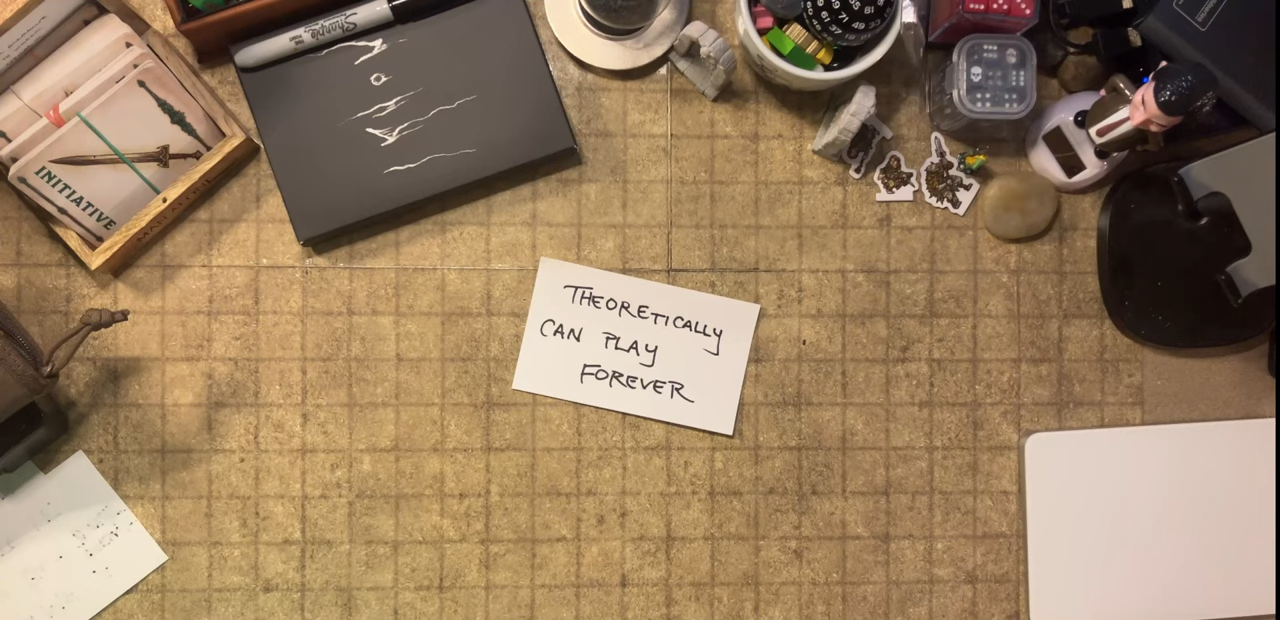 Sharpie
INITIATIVE
THEORETICALLY
CAN PLAY
FOREVER